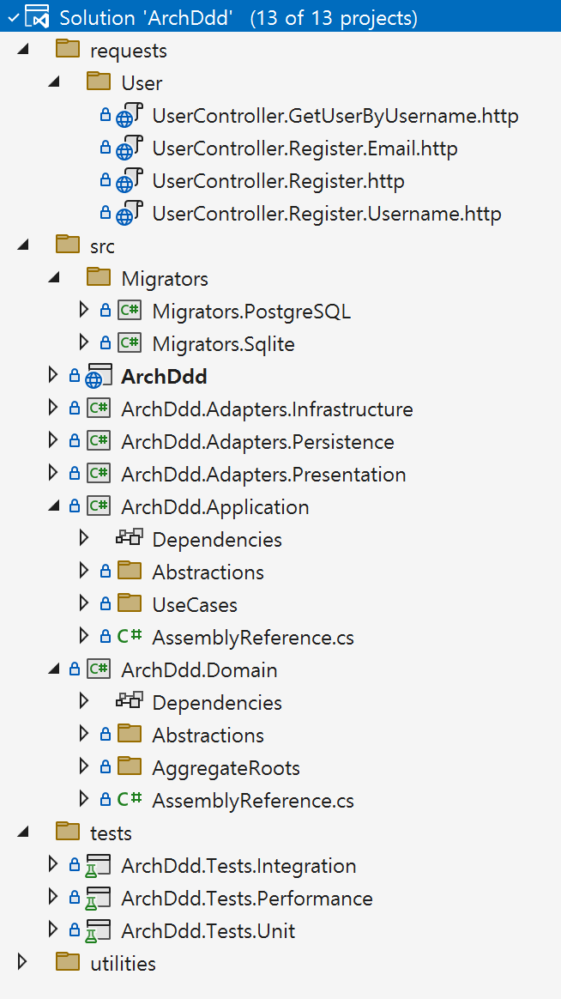 Solution 'ArchDdd' (13 of 13 projects)
requests
User
UserController.GetUserByUsername.http
UserController.Register.Email.http
UserController.Register.http
UserController.Register.Username.http
src
Migrators
C# Migrators.PostgreSQL
C# Migrators.Sqlite
ArchDdd
C# ArchDdd.Adapters.Infrastructure
C# ArchDdd.Adapters.Persistence
C# ArchDdd.Adapters.Presentation
C# ArchDdd.Application
Dependencies
Abstractions
UseCases
C# AssemblyReference.cs
C# ArchDdd.Domain
Dependencies
Abstractions
AggregateRoots
C# AssemblyReference.cs
tests
ArchDdd.Tests.Integration
ArchDdd.Tests.Performance
ArchDdd.Tests.Unit
utilities